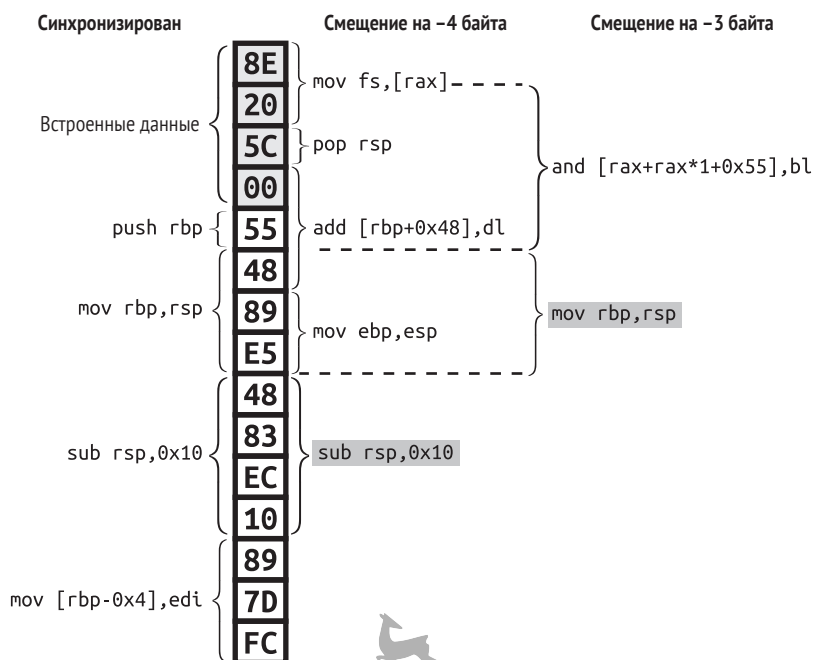 Синхронизирован
Смещение на –4 байта
Смещение на –3 байта
8E
mov fs,[rax]
20
Встроенные данные
5C
pop rsp
and [rax+rax*1+0x55],bl
00
push rbp
55
add [rbp+0x48],dl
48
mov rbp,rsp
89
mov rbp,rsp
mov ebp,esp
E5
48
83
sub rsp,0x10
sub rsp,0x10
EC
10
89
mov [rbp-0x4],edi
7D
FC